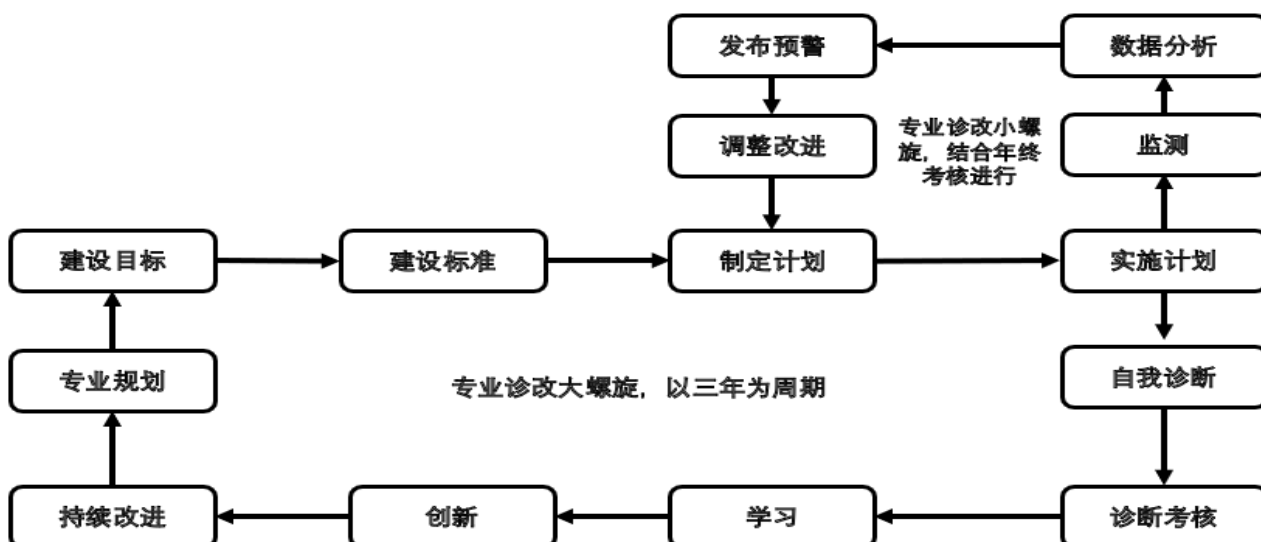 发布预警
数据分析
调整改进
专业诊改小螺
旋，结合年终
考核进行
监测
建设目标
建设标准
制定计划
实施计划
专业规划
专业诊改大螺旋，以三年为周期
自我诊断
持续改进
创新
学习
诊断考核